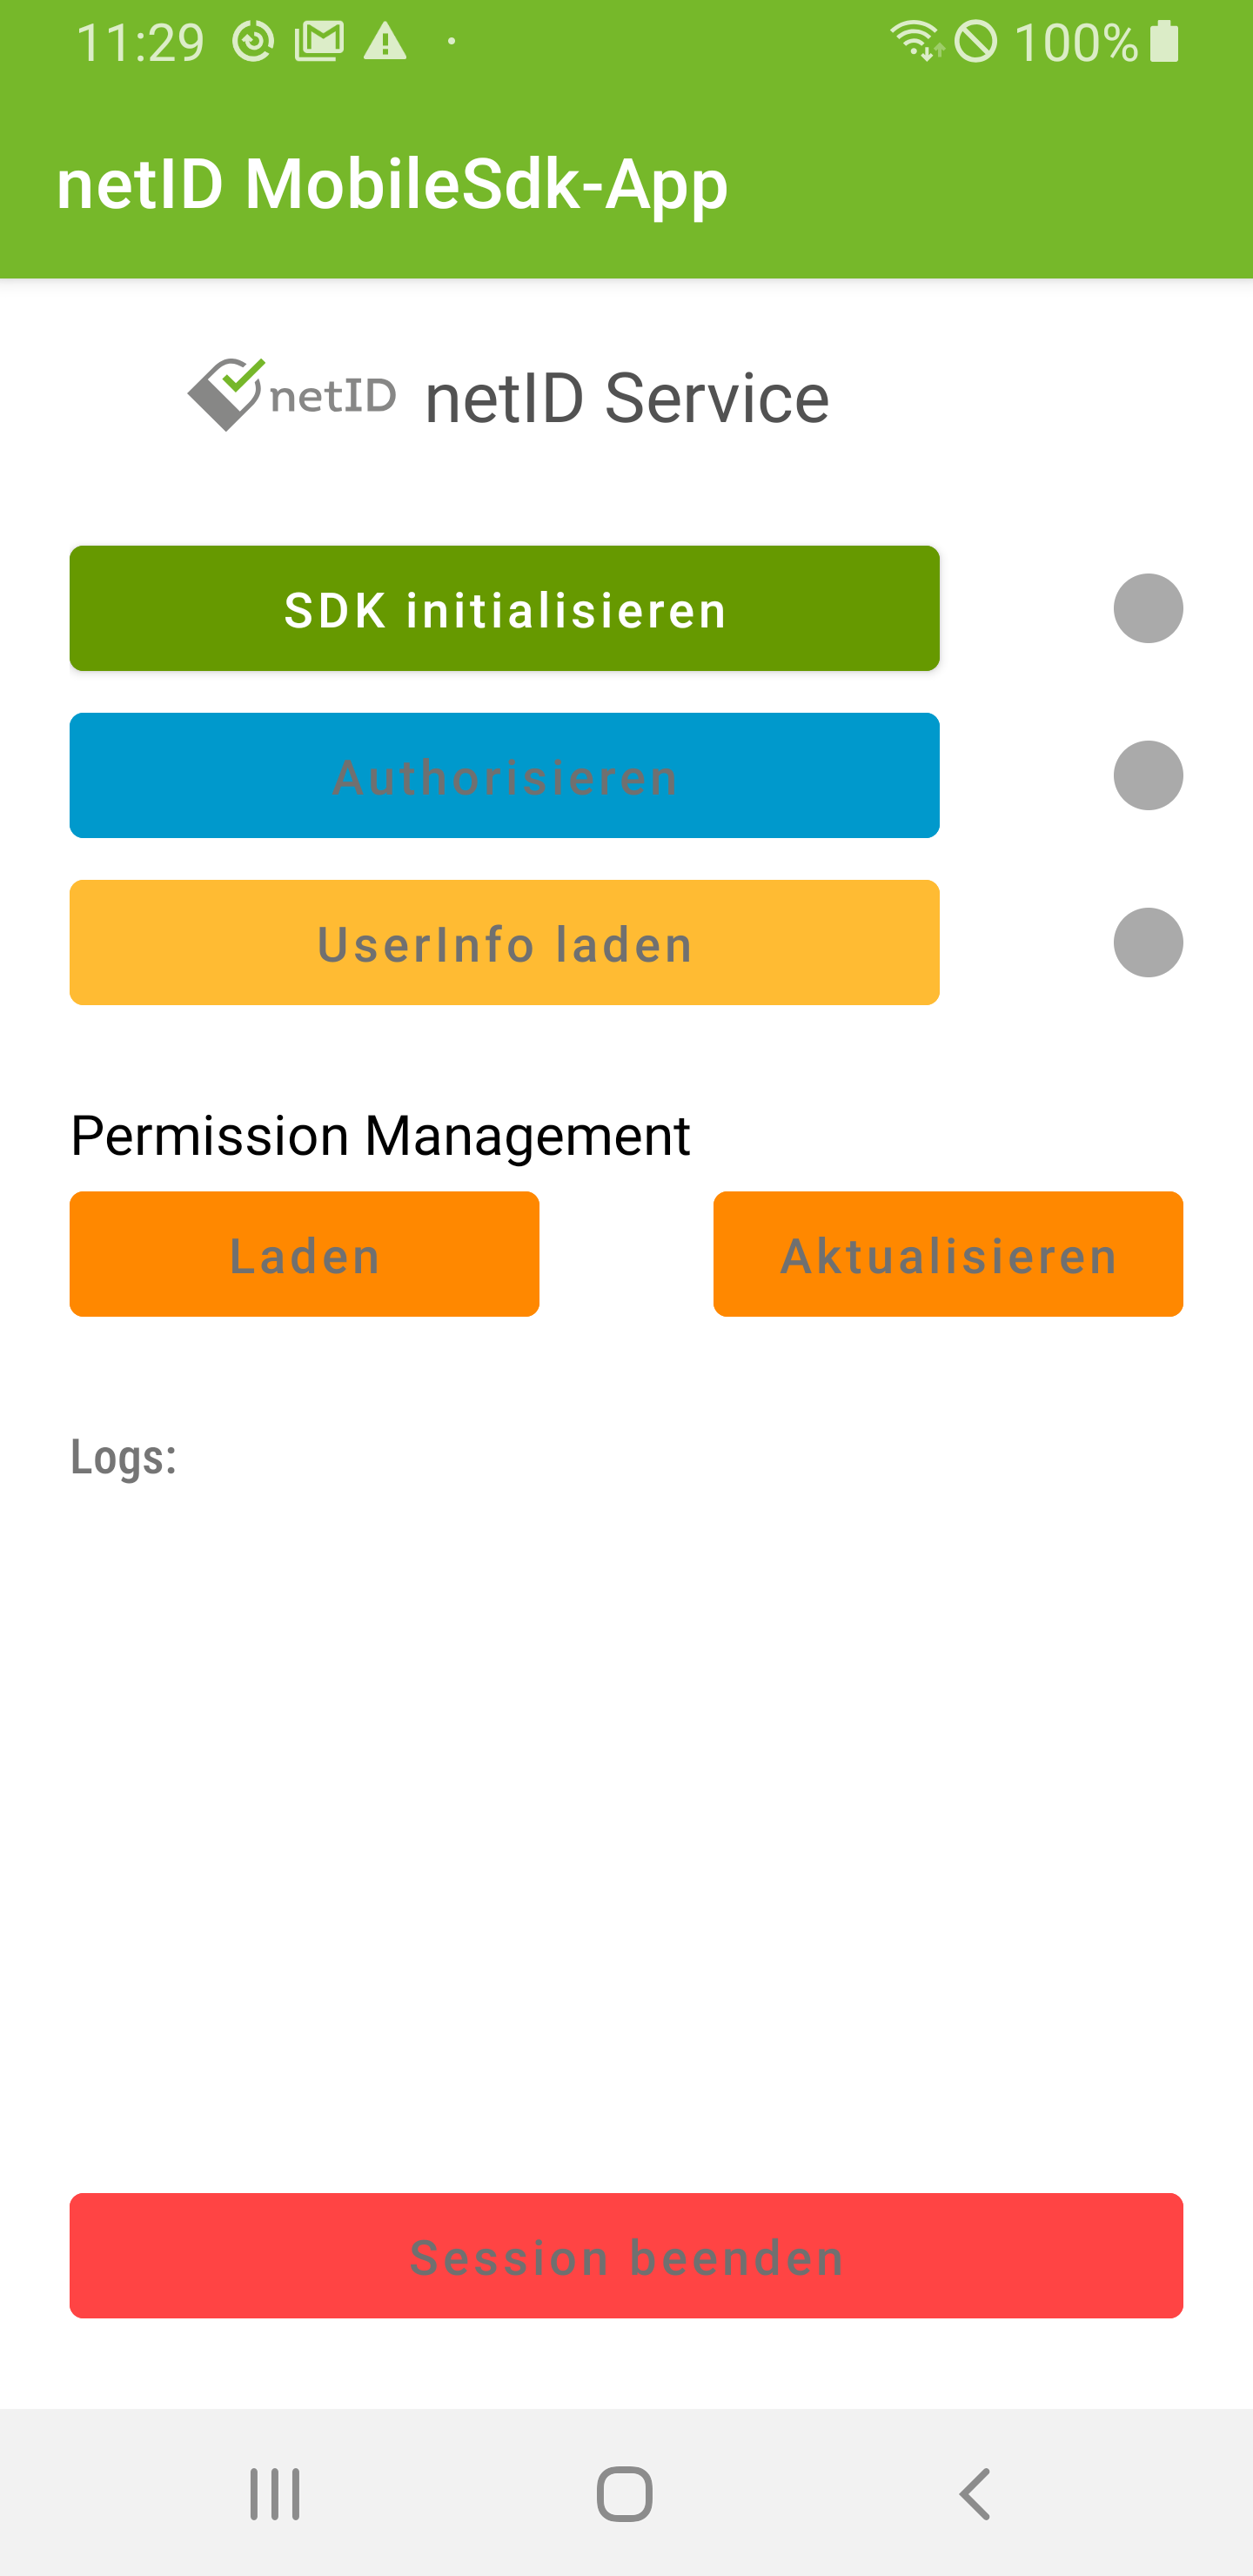 11:29 100%
netID MobileSdk-App
netID netID Service
SDK initialisieren
Authorisieren
UserInfo laden
Permission Management
Laden Aktualisieren
Logs:
Session beenden